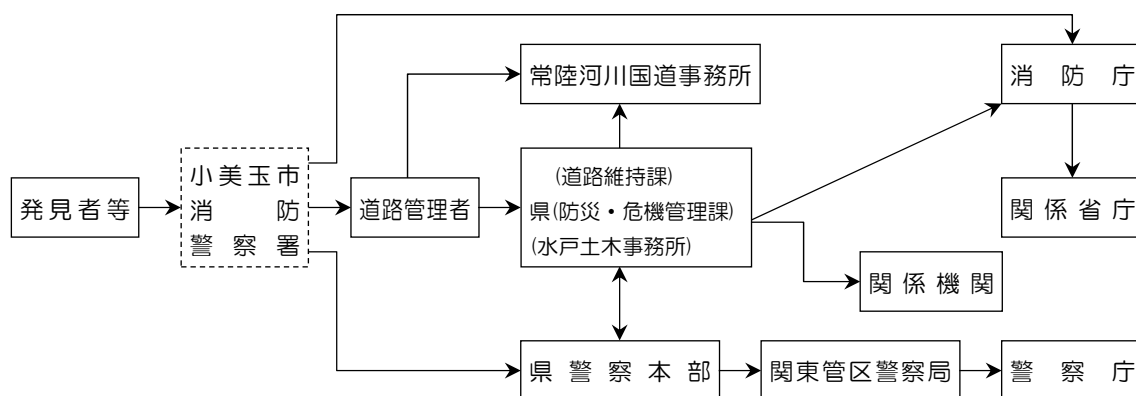 発見者等
小美玉市
消防
警察署
道路管理者
常陸河川国道事務所
(道路維持課)
県(防災・危機管理課)
(水戸土木事務所)
県警察本部
関東管区警察局
警察庁
消防庁
関係省庁
関係機関